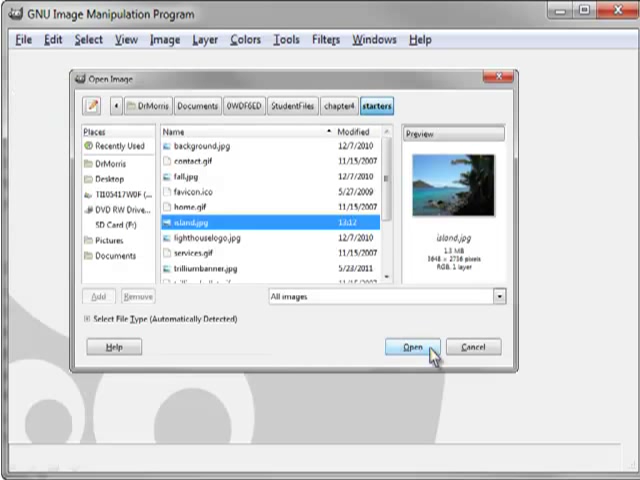 GNU Image Manipulation Program
File Edit Select View Image Layer Colors Tools Filters Windows Help
Open Image
DrMorris Documents 0WDF6ED StudentFiles chapter4 starters
Places Name Modified Preview
Recently Used background.jpg 12/7/2010
DrMorris contact.gif 11/15/2007
Desktop fall.jpg 12/7/2010
TI105417W0F (... favicon.ico 5/27/2009
DVD RW Drive... home.gif 11/15/2007
SD Card (F:) island.jpg 13:12
Pictures lighthouselogo.jpg 12/7/2010
island.jpg
Documents services.gif 11/15/2007
1.3 MB
3648 × 2736 pixels
trilliumbanner.jpg 5/23/2011
RGB, 1 layer
11/15/2007
Add Remove All images
Select File Type (Automatically Detected)
Help Open Cancel